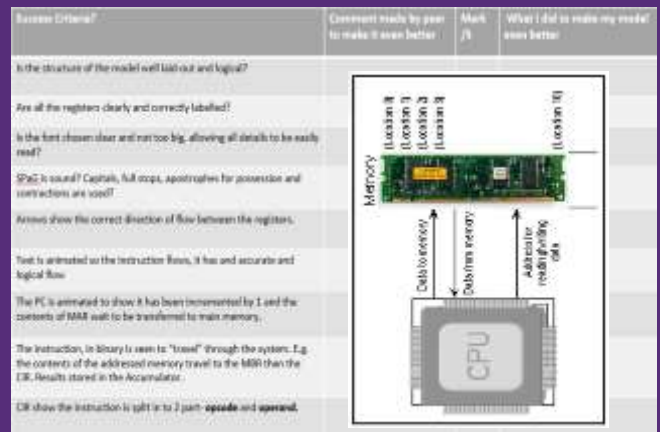 Success Criteria?
Comment made by peer
to make it even better
Mark
/5
What I did to make my model
even better
Is the structure of the model well laid out and logical?
Are all the registers clearly and correctly labelled?
Is the font chosen clear and not too big, allowing all details to be easily
read?
SPaG is sound? Capitals, full stops, apostrophes for possession and
contractions are used?
Arrows show the correct direction of flow between the registers.
Text is animated so the instruction flows, it has and accurate and
logical flow
The PC is animated to show it has been incremented by 1 and the
contents of MAR wait to be transferred to main memory.
The instruction, in binary is seen to "travel" through the system. E.g.
the contents of the addressed memory travel to the MBR then the
CIR. Results stored in the Accumulator.
CIR show the instruction is split in to 2 part- opcode and operand.
Memory
(Location 0)
(Location 1)
(Location 2)
(Location 3)
(Location 10)
Data to memory
Data from memory
Address for
reading/writing
data
CPU